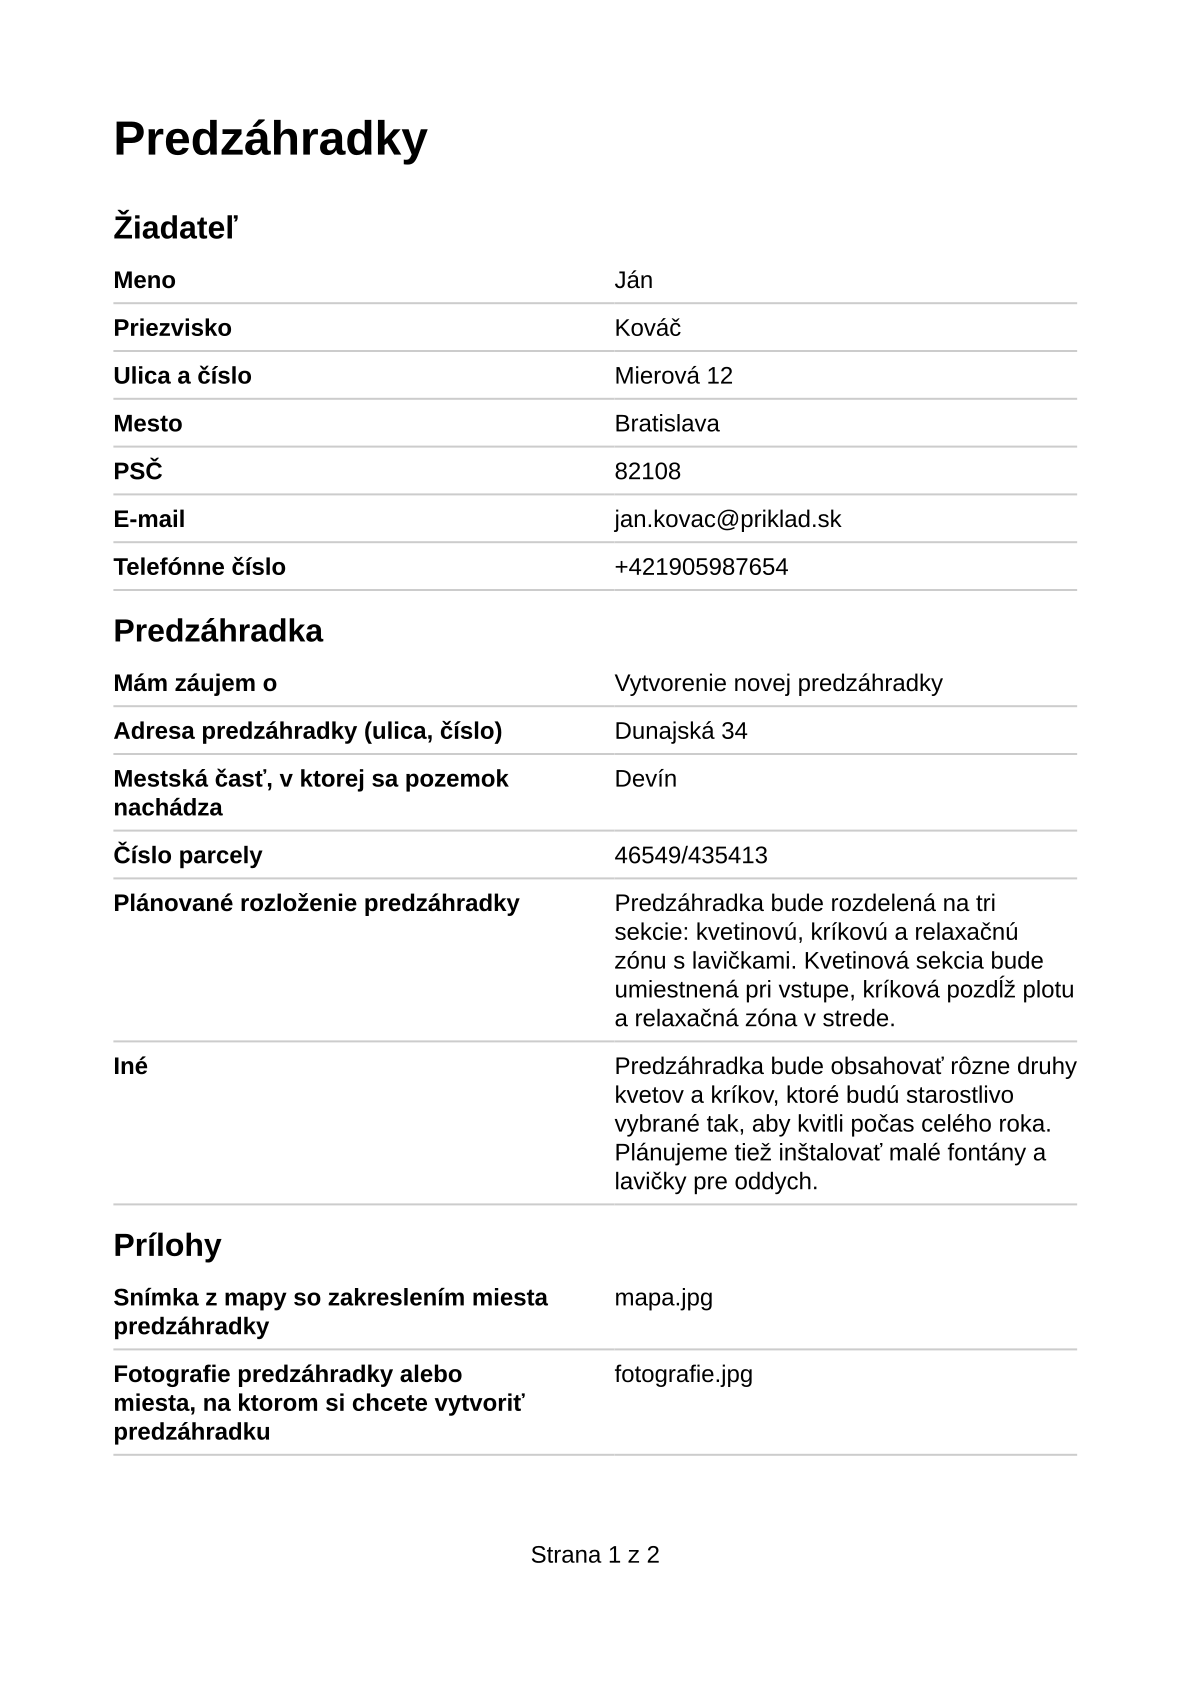 Predzáhradky
Žiadateľ
Meno Ján
Priezvisko Kováč
Ulica a číslo Mierová 12
Mesto Bratislava
PSČ 82108
E-mail jan.kovac@priklad.sk
Telefónne číslo +421905987654
Predzáhradka
Mám záujem o Vytvorenie novej predzáhradky
Adresa predzáhradky (ulica, číslo) Dunajská 34
Mestská časť, v ktorej sa pozemok Devín
nachádza
Číslo parcely 46549/435413
Plánované rozloženie predzáhradky Predzáhradka bude rozdelená na tri
sekcie: kvetinovú, kríkovú a relaxačnú
zónu s lavičkami. Kvetinová sekcia bude
umiestnená pri vstupe, kríková pozdĺž plotu
a relaxačná zóna v strede.
Iné Predzáhradka bude obsahovať rôzne druhy
kvetov a kríkov, ktoré budú starostlivo
vybrané tak, aby kvitli počas celého roka.
Plánujeme tiež inštalovať malé fontány a
lavičky pre oddych.
Prílohy
Snímka z mapy so zakreslením miesta mapa.jpg
predzáhradky
Fotografie predzáhradky alebo fotografie.jpg
miesta, na ktorom si chcete vytvoriť
predzáhradku
Strana 1 z 2